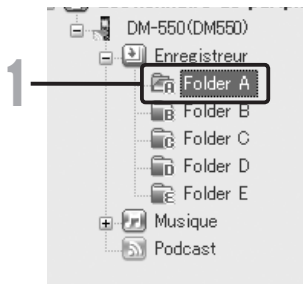 DM-550(DM550)
Enregistreur
1 Folder A
Folder B
Folder C
Folder D
Folder E
Musique
Podcast